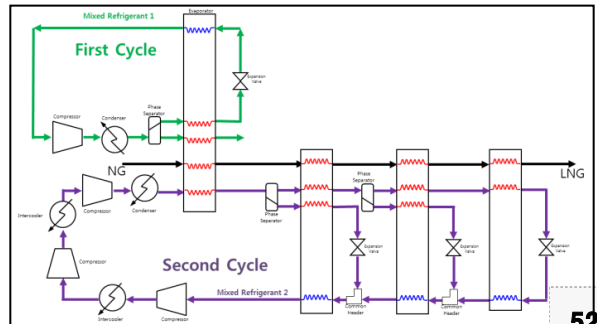 Mixed Refrigerant 1
Evaporator
First Cycle
Expansion
Valve
Compressor
Condenser
Phase
Separator
NG
LNG
Intercooler
Compressor
Condenser
Phase
Separator
Phase
Separator
Expansion
Valve
Expansion
Valve
Expansion
Valve
Compressor
Second Cycle
Mixed Refrigerant 2
Intercooler
Compressor
Common
Header
Common
Header
52